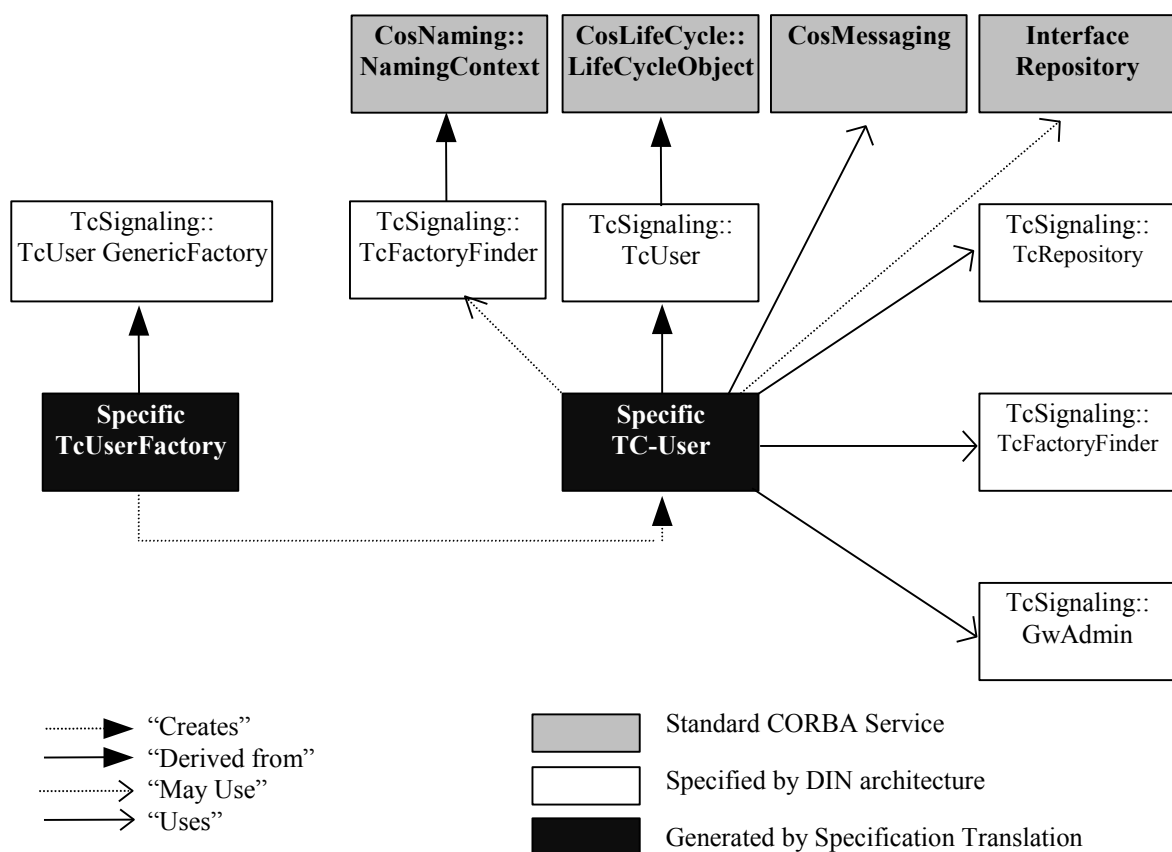 CosNaming::
NamingContext
CosLifeCycle::
LifeCycleObject
CosMessaging
Interface
Repository
TcSignaling::
TcUser GenericFactory
TcSignaling::
TcFactoryFinder
TcSignaling::
TcUser
TcSignaling::
TcRepository
Specific
TcUserFactory
Specific
TC-User
TcSignaling::
TcFactoryFinder
TcSignaling::
GwAdmin
“Creates”
“Derived from”
“May Use”
“Uses”
Standard CORBA Service
Specified by DIN architecture
Generated by Specification Translation